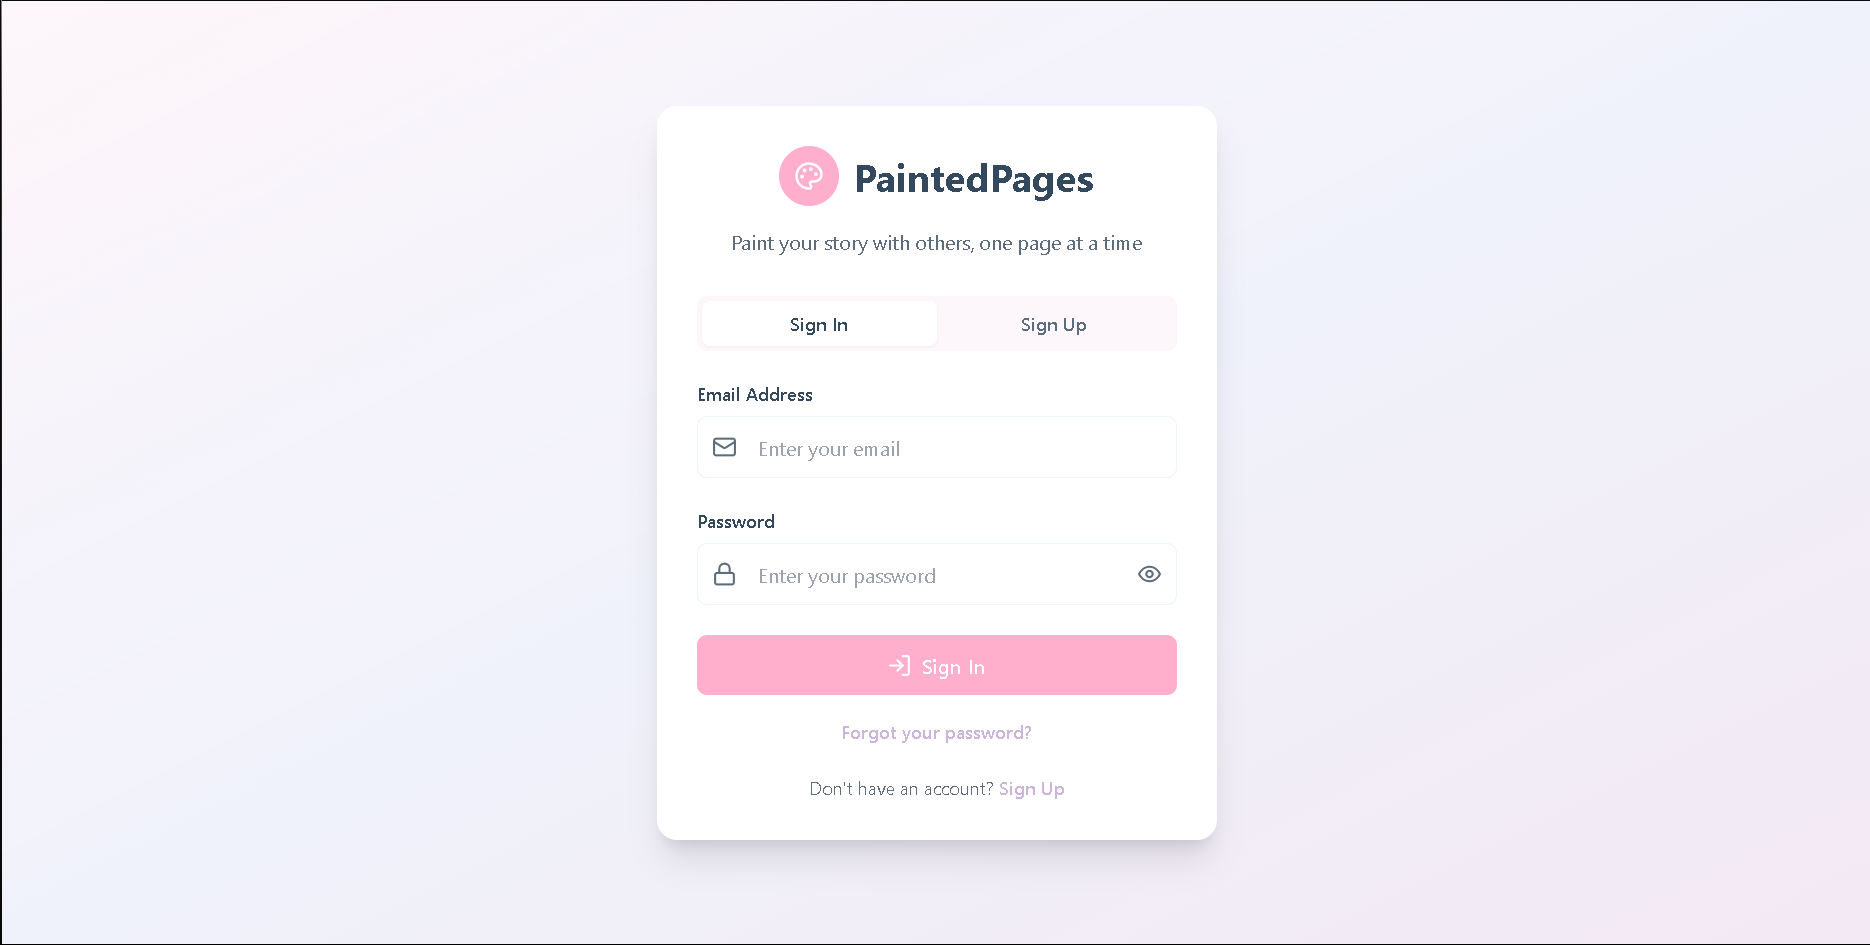 PaintedPages
Paint your story with others, one page at a time
Sign In
Sign Up
Email Address
Enter your email
Password
Enter your password
Sign In
Forgot your password?
Don't have an account? Sign Up